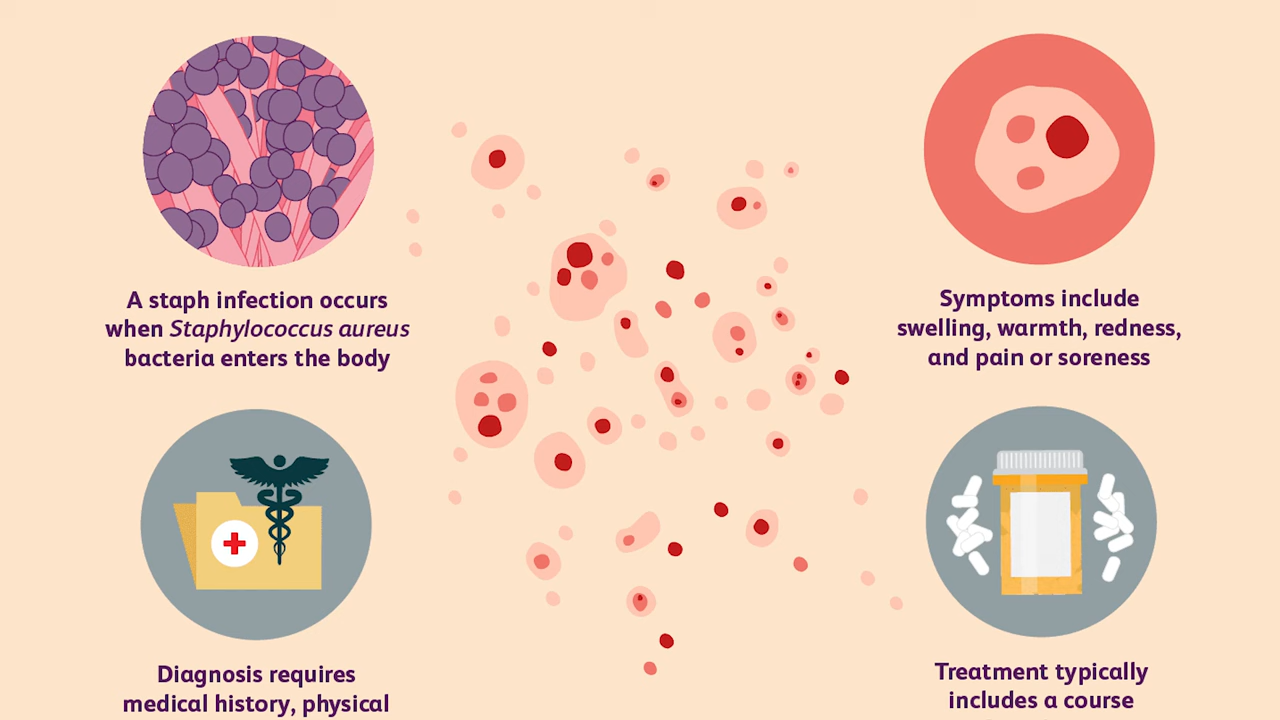 A staph infection occurs
when Staphylococcus aureus
bacteria enters the body
Symptoms include
swelling, warmth, redness,
and pain or soreness
Diagnosis requires
medical history, physical
Treatment typically
includes a course